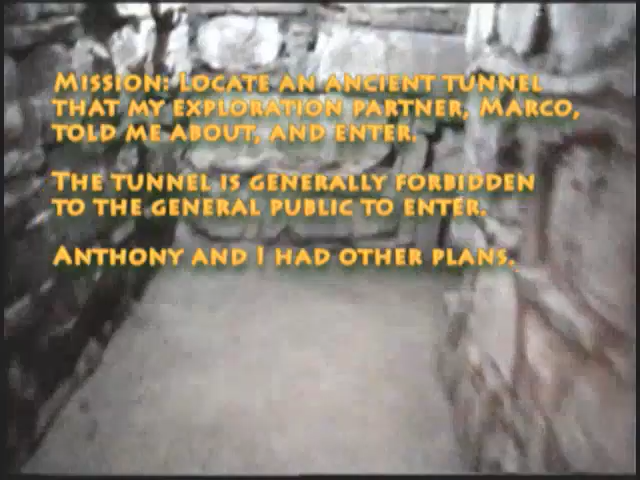 Mission: Locate an ancient tunnel
that my exploration partner, Marco,
told me about, and enter.
The tunnel is generally forbidden
to the general public to enter.
Anthony and I had other plans.